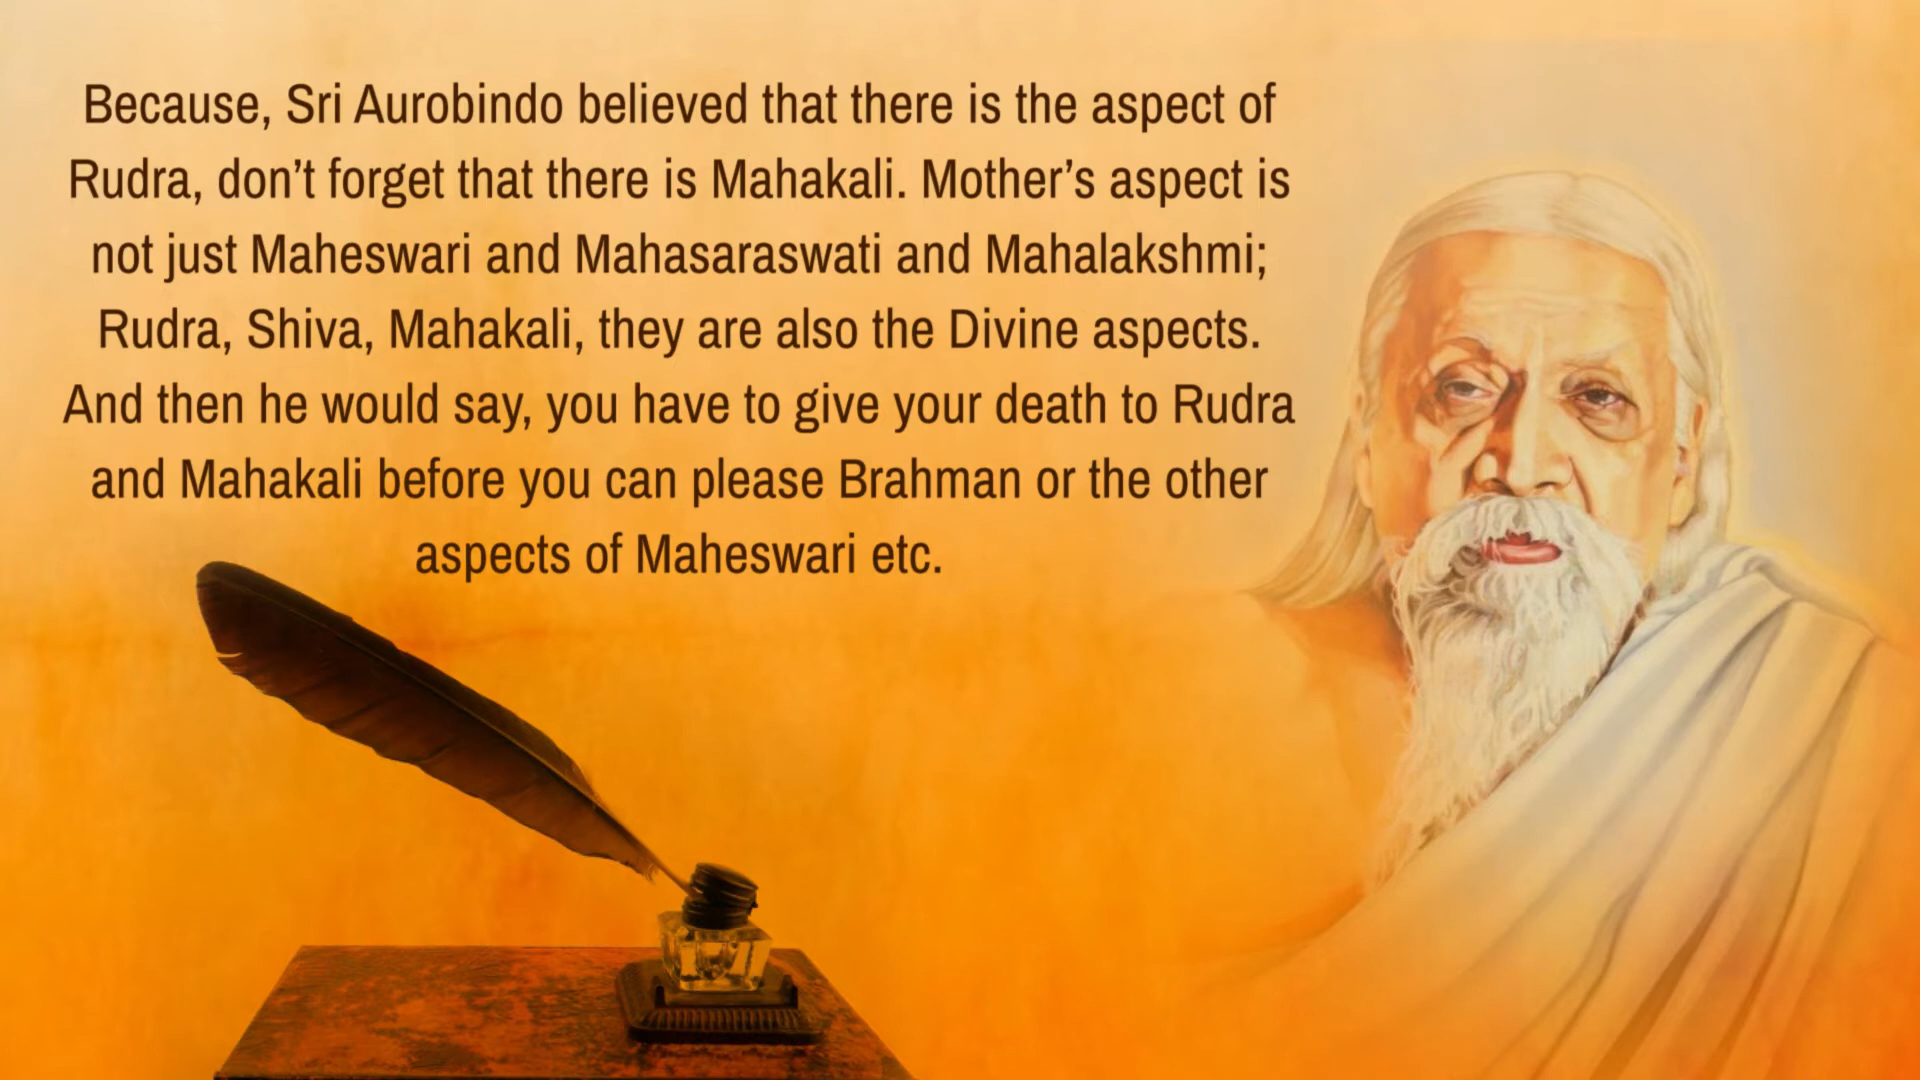 Because, Sri Aurobindo believed that there is the aspect of
Rudra, don’t forget that there is Mahakali. Mother’s aspect is
not just Maheswari and Mahasaraswati and Mahalakshmi;
Rudra, Shiva, Mahakali, they are also the Divine aspects.
And then he would say, you have to give your death to Rudra
and Mahakali before you can please Brahman or the other
aspects of Maheswari etc.